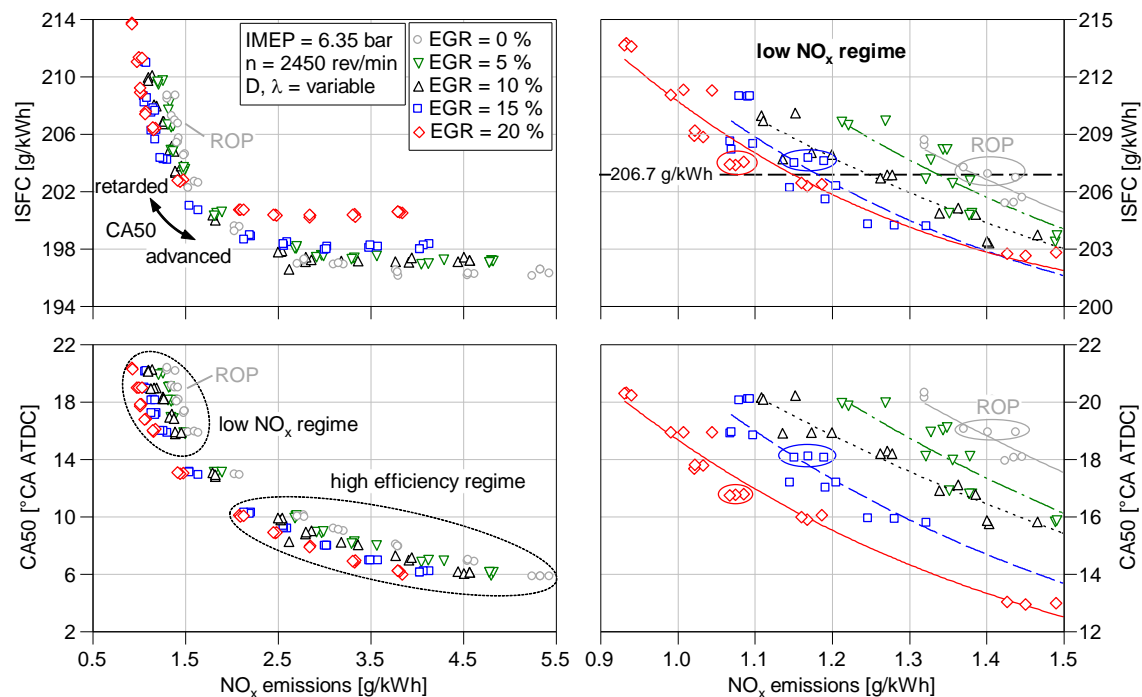 214
210
206
202
198
194
ISFC [g/kWh]
IMEP = 6.35 bar
n = 2450 rev/min
D, λ = variable
EGR = 0 %
EGR = 5 %
EGR = 10 %
EGR = 15 %
EGR = 20 %
ROP
retarded
CA50
advanced
low NOx regime
ROP
206.7 g/kWh
215
212
209
206
203
200
ISFC [g/kWh]
22
18
14
10
6
2
CA50 [°CA ATDC]
ROP
low NOx regime
high efficiency regime
0.5 1.5 2.5 3.5 4.5 5.5
NOx emissions [g/kWh]
ROP
22
20
18
16
14
12
CA50 [°CA ATDC]
0.9 1.0 1.1 1.2 1.3 1.4 1.5
NOx emissions [g/kWh]